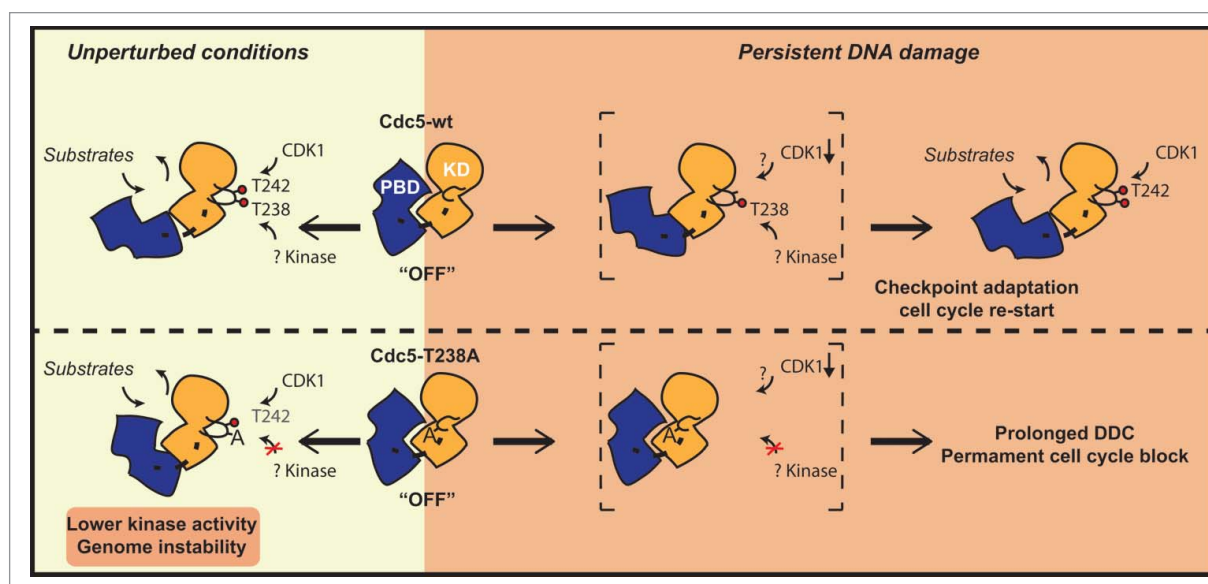 Unperturbed conditions
Persistent DNA damage
Cdc5-wt
Substrates
CDK1
T242
T238
? Kinase
PBD
KD
"OFF"
?
CDK1
T238
? Kinase
Substrates
CDK1
T242
Checkpoint adaptation
cell cycle re-start
Cdc5-T238A
Substrates
CDK1
T242
A
? Kinase
A
"OFF"
?
CDK1
A
? Kinase
Prolonged DDC
Permament cell cycle block
Lower kinase activity
Genome instability